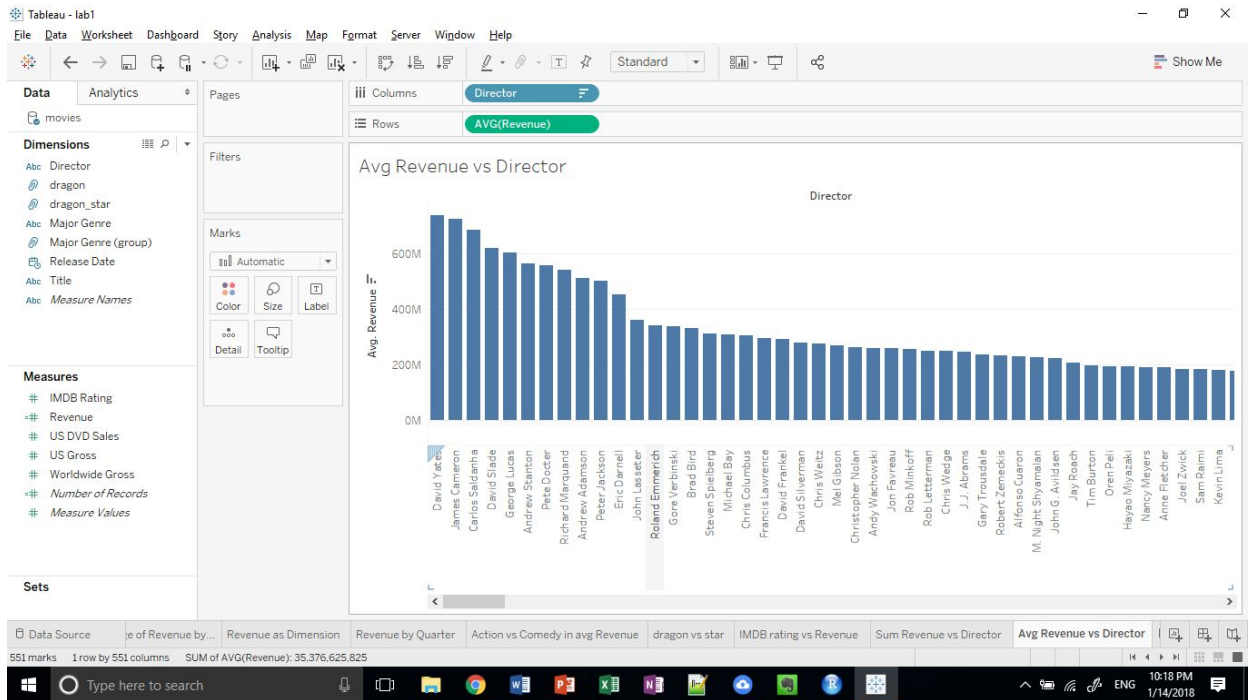 Tableau - lab1
File Data Worksheet Dashboard Story Analysis Map Format Server Window Help
Standard
Show Me
Data Analytics
movies
Dimensions
Abc Director
dragon
dragon_star
Abc Major Genre
Major Genre (group)
Release Date
Abc Title
Abc Measure Names
Measures
# IMDB Rating
=# Revenue
# US DVD Sales
# US Gross
# Worldwide Gross
=# Number of Records
# Measure Values
Sets
Pages
Filters
Marks
Automatic
Color Size Label
Detail Tooltip
iii Columns Director
Rows AVG(Revenue)
Avg Revenue vs Director
Director
Avg. Revenue
600M
400M
200M
0M
David Yates
James Cameron
Carlos Saldanha
David Slade
George Lucas
Andrew Stanton
Pete Docter
Richard Marquand
Andrew Adamson
Peter Jackson
Eric Darnell
John Lasseter
Roland Emmerich
Gore Verbinski
Brad Bird
Steven Spielberg
Michael Bay
Chris Columbus
Francis Lawrence
David Frankel
David Silverman
Chris Weitz
Mel Gibson
Christopher Nolan
Andy Wachowski
Jon Favreau
Rob Minkoff
Rob Letterman
Chris Wedge
J.J. Abrams
Gary Trousdale
Robert Zemeckis
Alfonso Cuaron
M. Night Shyamalan
John G. Avildsen
Jay Roach
Tim Burton
Oren Peli
Hayao Miyazaki
Nancy Meyers
Anne Fletcher
Joel Zwick
Sam Raimi
Kevin Lima
Data Source e of Revenue by... Revenue as Dimension Revenue by Quarter Action vs Comedy in avg Revenue dragon vs star IMDB rating vs Revenue Sum Revenue vs Director Avg Revenue vs Director
551 marks 1 row by 551 columns SUM of AVG(Revenue): 35,376,625,825
Type here to search
ENG
10:18 PM
1/14/2018